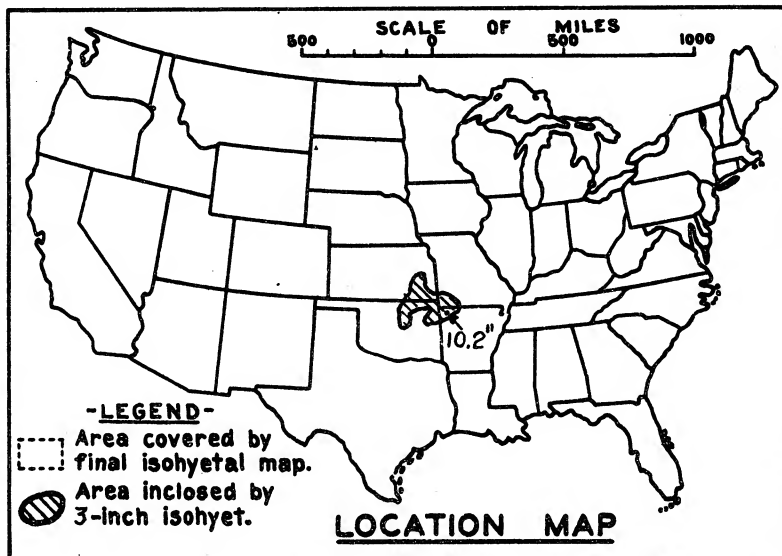 SCALE OF MILES
500 0 500 1000
10.2"
-LEGEND-
Area covered by
final isohyetal map.
Area inclosed by
3-inch isohyet.
LOCATION MAP